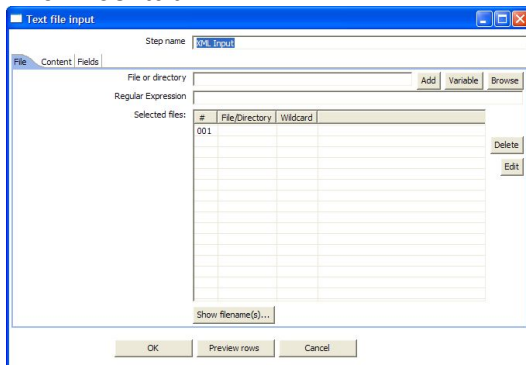 Text file input
Step name XML Input
File Content Fields
File or directory Add Variable Browse
Regular Expression
Selected files: # File/Directory Wildcard
001
Delete
Edit
Show filename(s)...
OK Preview rows Cancel